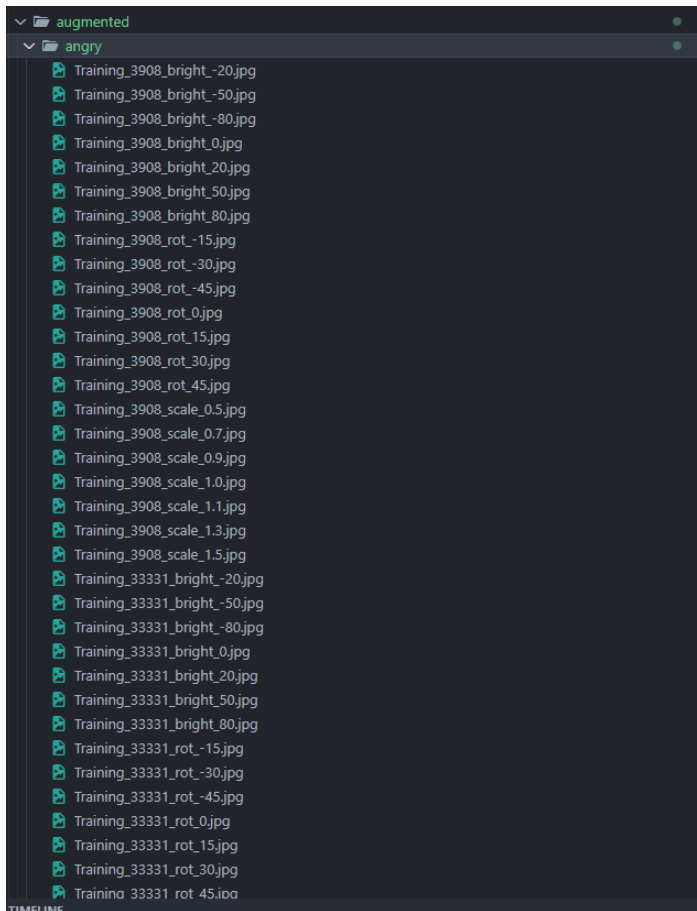 augmented
angry
Training_3908_bright_-20.jpg
Training_3908_bright_-50.jpg
Training_3908_bright_-80.jpg
Training_3908_bright_0.jpg
Training_3908_bright_20.jpg
Training_3908_bright_50.jpg
Training_3908_bright_80.jpg
Training_3908_rot_-15.jpg
Training_3908_rot_-30.jpg
Training_3908_rot_-45.jpg
Training_3908_rot_0.jpg
Training_3908_rot_15.jpg
Training_3908_rot_30.jpg
Training_3908_rot_45.jpg
Training_3908_scale_0.5.jpg
Training_3908_scale_0.7.jpg
Training_3908_scale_0.9.jpg
Training_3908_scale_1.0.jpg
Training_3908_scale_1.1.jpg
Training_3908_scale_1.3.jpg
Training_3908_scale_1.5.jpg
Training_33331_bright_-20.jpg
Training_33331_bright_-50.jpg
Training_33331_bright_-80.jpg
Training_33331_bright_0.jpg
Training_33331_bright_20.jpg
Training_33331_bright_50.jpg
Training_33331_bright_80.jpg
Training_33331_rot_-15.jpg
Training_33331_rot_-30.jpg
Training_33331_rot_-45.jpg
Training_33331_rot_0.jpg
Training_33331_rot_15.jpg
Training_33331_rot_30.jpg
Training_33331_rot_45.jpg
TIMELINE